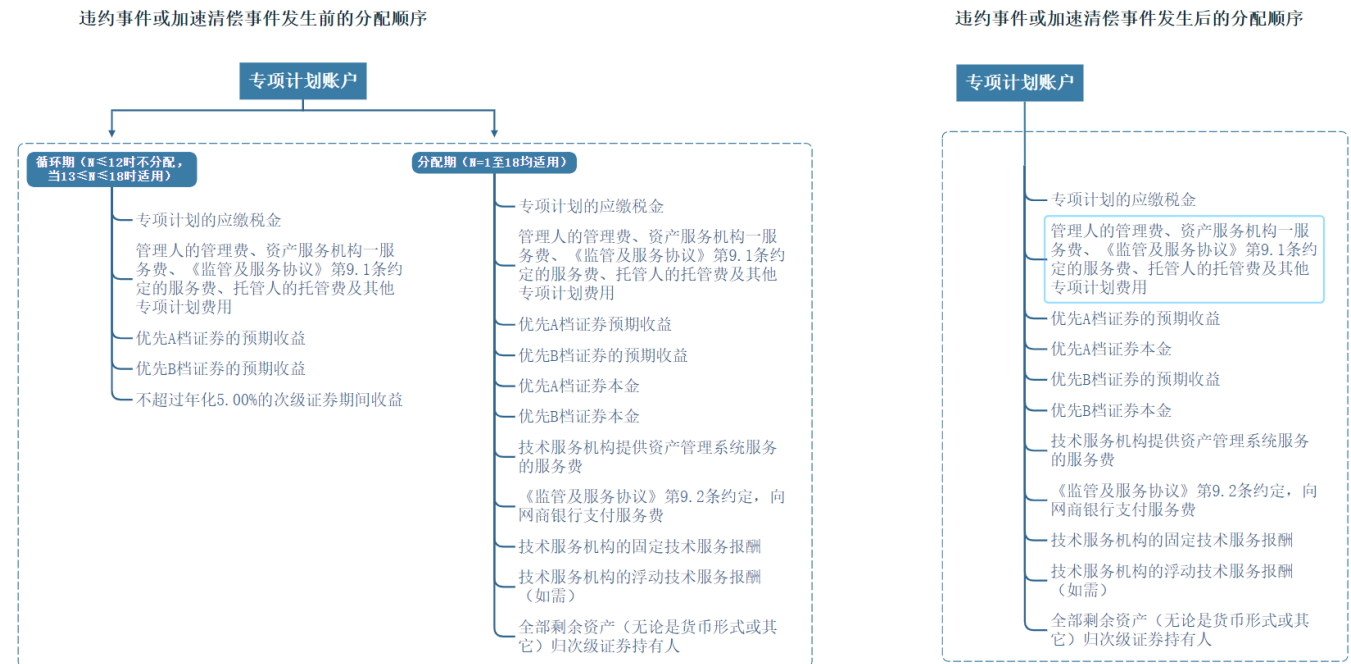 违约事件或加速清偿事件发生前的分配顺序
专项计划账户
循环期（N≤12时不分配，
当13≤N≤18时适用）
专项计划的应缴税金
管理人的管理费、资产服务机构一服
务费、《监管及服务协议》第9.1条约
定的服务费、托管人的托管费及其他
专项计划费用
优先A档证券的预期收益
优先B档证券的预期收益
不超过年化5.00%的次级证券期间收益
分配期（N=1至18均适用）
专项计划的应缴税金
管理人的管理费、资产服务机构一服
务费、《监管及服务协议》第9.1条约
定的服务费、托管人的托管费及其他
专项计划费用
优先A档证券预期收益
优先B档证券的预期收益
优先A档证券本金
优先B档证券本金
技术服务机构提供资产管理系统服务
的服务费
《监管及服务协议》第9.2条约定，向
网商银行支付服务费
技术服务机构的固定技术服务报酬
技术服务机构的浮动技术服务报酬
（如需）
全部剩余资产（无论是货币形式或其
它）归次级证券持有人
违约事件或加速清偿事件发生后的分配顺序
专项计划账户
专项计划的应缴税金
管理人的管理费、资产服务机构一服
务费、《监管及服务协议》第9.1条约
定的服务费、托管人的托管费及其他
专项计划费用
优先A档证券的预期收益
优先A档证券本金
优先B档证券的预期收益
优先B档证券本金
技术服务机构提供资产管理系统服务
的服务费
《监管及服务协议》第9.2条约定，向
网商银行支付服务费
技术服务机构的固定技术服务报酬
技术服务机构的浮动技术服务报酬
（如需）
全部剩余资产（无论是货币形式或其
它）归次级证券持有人